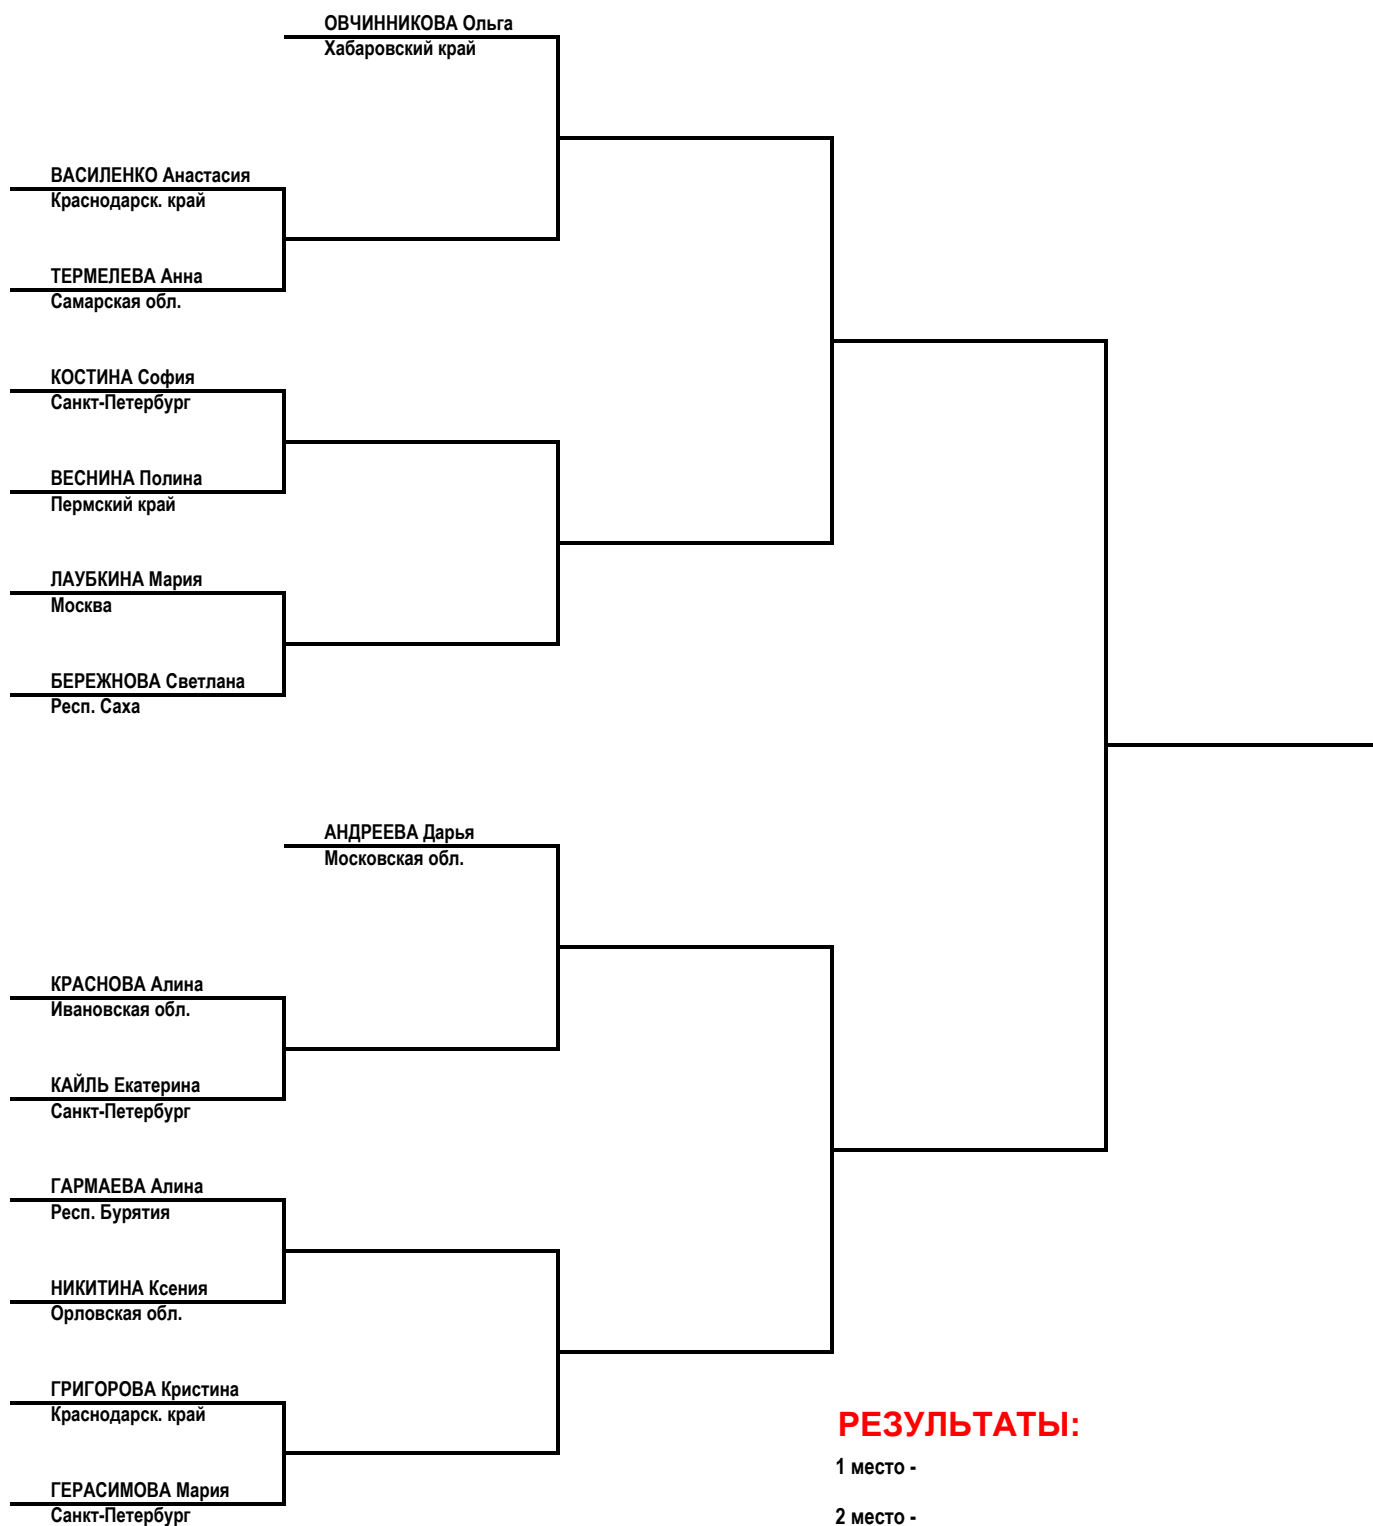 ОВЧИННИКОВА Ольга
Хабаровский край
ВАСИЛЕНКО Анастасия
Краснодарск. край
ТЕРМЕЛЕВА Анна
Самарская обл.
КОСТИНА София
Санкт-Петербург
ВЕСНИНА Полина
Пермский край
ЛАУБКИНА Мария
Москва
БЕРЕЖНОВА Светлана
Респ. Саха
АНДРЕЕВА Дарья
Московская обл.
КРАСНОВА Алина
Ивановская обл.
КАЙЛЬ Екатерина
Санкт-Петербург
ГАРМАЕВА Алина
Респ. Бурятия
НИКИТИНА Ксения
Орловская обл.
ГРИГОРОВА Кристина
Краснодарск. край
ГЕРАСИМОВА Мария
Санкт-Петербург
РЕЗУЛЬТАТЫ:
1 место -
2 место -